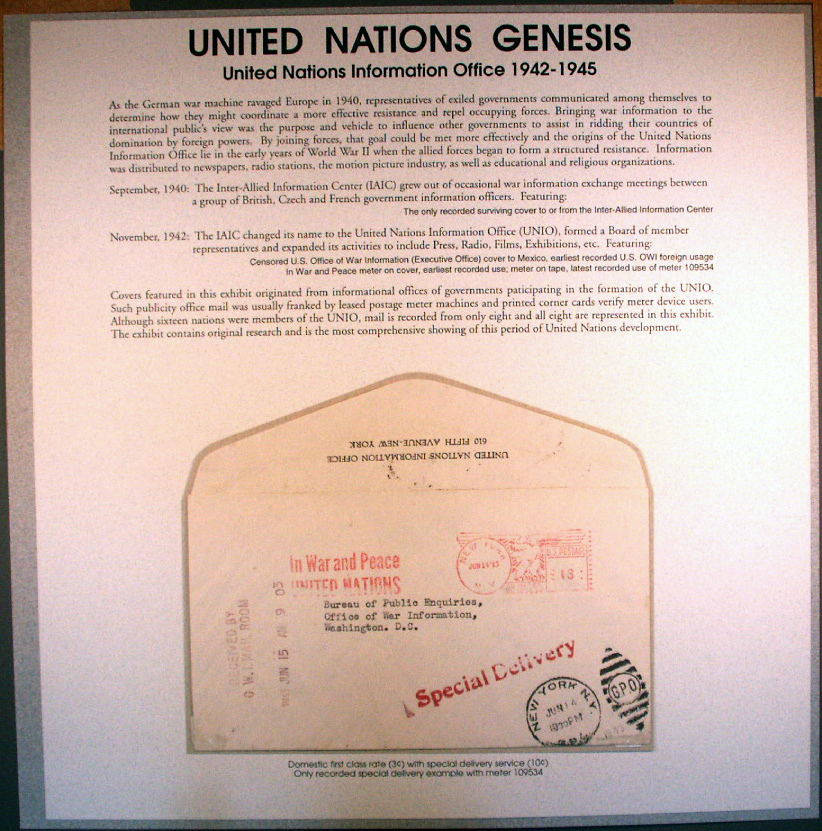 UNITED NATIONS GENESIS
United Nations Information Office 1942-1945
As the German war machine ravaged Europe in 1940, representatives of exiled governments communicated among themselves to
determine how they might coordinate a more effective resistance and repel occupying forces. Bringing war information to the
international public's view was the purpose and vehicle to influence other governments to assist in ridding their countries of
domination by foreign powers. By joining forces, that goal could be met more effectively and the origins of the United Nations
Information Office lie in the early years of World War II when the allied forces began to form a structured resistance. Information
was distributed to newspapers, radio stations, the motion picture industry, as well as educational and religious organizations.
September, 1940: The Inter-Allied Information Center (IAIC) grew out of occasional war information exchange meetings between
a group of British, Czech and French government information officers. Featuring:
The only recorded surviving cover to or from the Inter-Allied Information Center
November, 1942: The IAIC changed its name to the United Nations Information Office (UNIO), formed a Board of member
representatives and expanded its activities to include Press, Radio, Films, Exhibitions, etc. Featuring:
Censored U.S. Office of War Information (Executive Office) cover to Mexico, earliest recorded U.S. OWI foreign usage
In War and Peace meter on cover, earliest recorded use; meter on tape, latest recorded use of meter 109534
Covers featured in this exhibit originated from informational offices of governments paticipating in the formation of the UNIO.
Such publicity office mail was usually franked by leased postage meter machines and printed corner cards verify meter device users.
Although sixteen nations were members of the UNIO, mail is recorded from only eight and all eight are represented in this exhibit.
The exhibit contains original research and is the most comprehensive showing of this period of United Nations development.
UNITED NATIONS INFORMATION OFFICE
610 FIFTH AVENUE-NEW YORK
In War and Peace
UNITED NATIONS
NEW YORK
JUN 14
N.Y.
U.S. POSTAGE
13
Bureau of Public Enquiries,
Office of War Information,
Washington. D.C.
RECEIVED BY
O.W.I. MAIL ROOM
JUN 15 AM 9 03
Special Delivery
NEW YORK N.Y.
JUN 14
PM
G.P.O
Domestic first class rate (3¢) with special delivery service (10¢)
Only recorded special delivery example with meter 109534